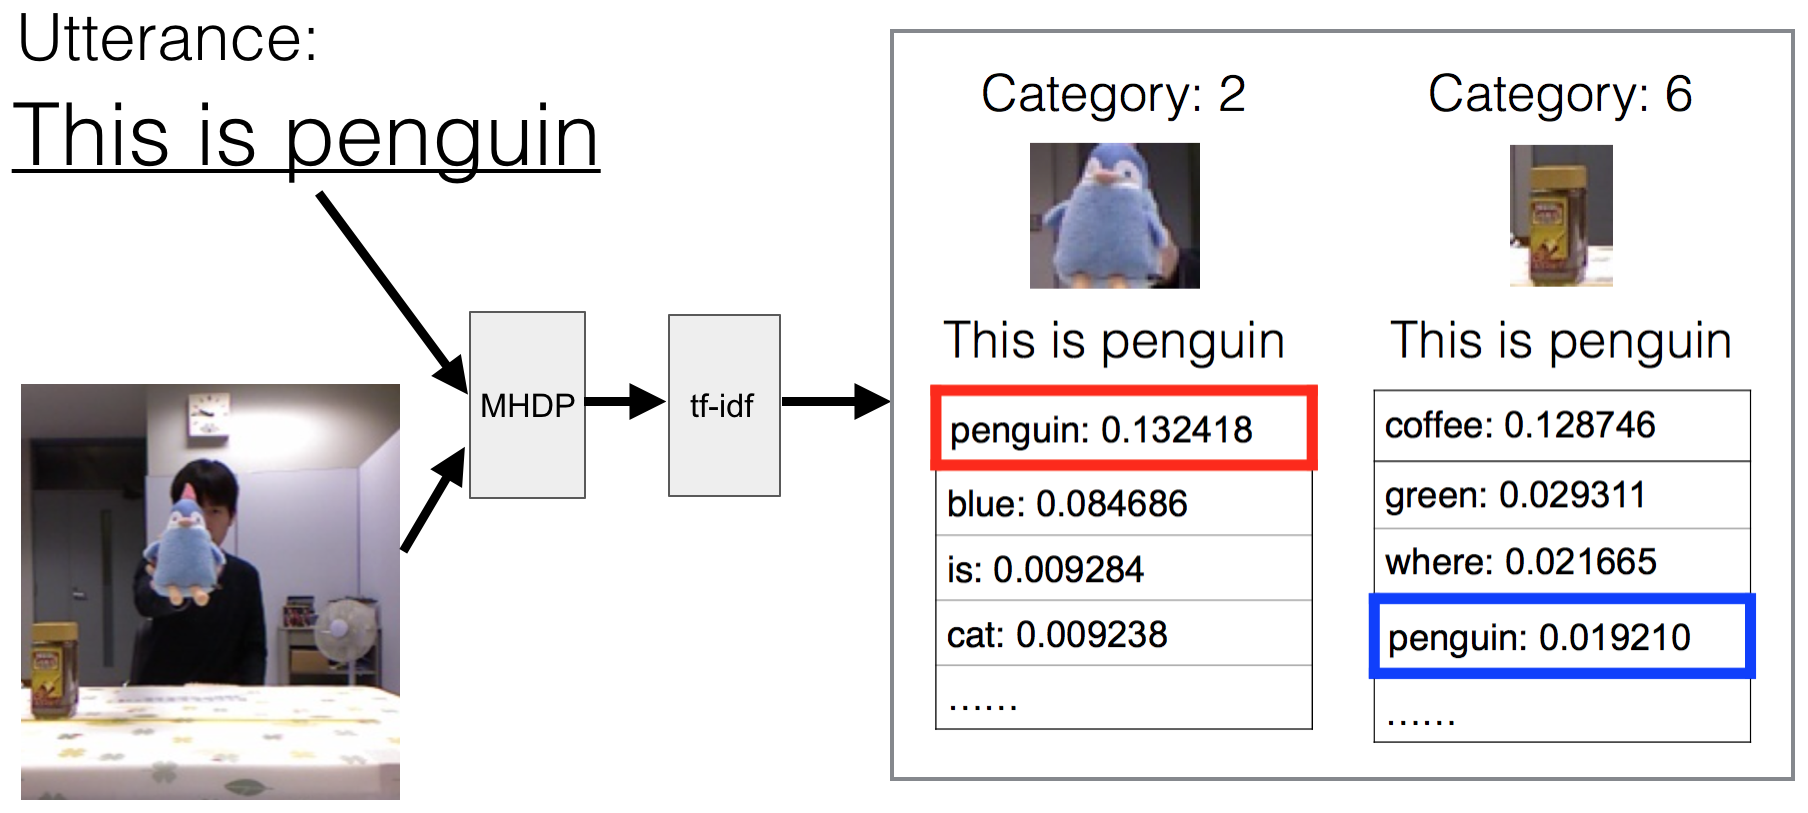 Utterance:
This is penguin
MHDP
tf-idf
Category: 2
This is penguin
penguin: 0.132418
blue: 0.084686
is: 0.009284
cat: 0.009238
......
Category: 6
This is penguin
coffee: 0.128746
green: 0.029311
where: 0.021665
penguin: 0.019210
......